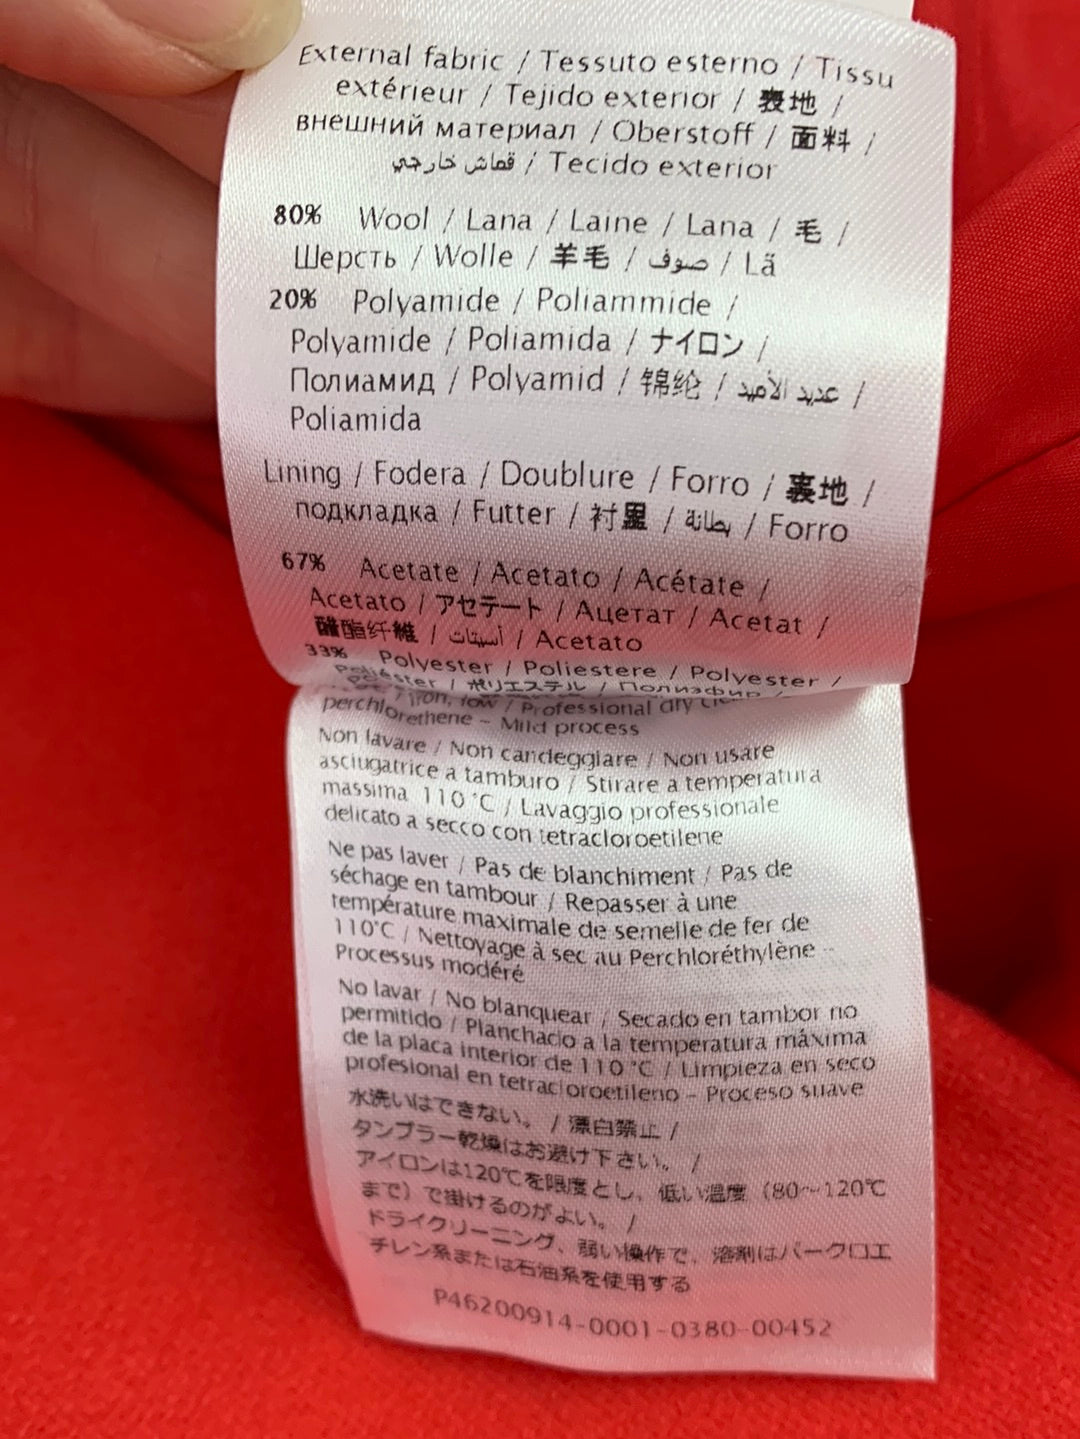 External fabric / Tessuto esterno / Tissu
extérieur / Tejido exterior / 表地 /
внешний материал / Oberstoff / 面料 /
قماش خارجي / Tecido exterior
80% Wool / Lana / Laine / Lana / 毛 /
Шерсть / Wolle / 羊毛 / صوف / Lã
20% Polyamide / Poliammide /
Polyamide / Poliamida / ナイロン /
Полиамид / Polyamid / 锦纶 / عديد الأميد /
Poliamida
Lining / Fodera / Doublure / Forro / 裏地 /
подкладка / Futter / 衬里 / بطانة / Forro
67% Acetate / Acetato / Acétate /
Acetato / アセテート / Ацетат / Acetat /
醋酯纤维 / أسيتات / Acetato
33% Polyester / Poliestere / Polyester /
Poliéster / ポリエステル / Полиэфир /
/ Iron, low / Professional dry
perchlorethene - Mild process
Non lavare / Non candeggiare / Non usare
asciugatrice a tamburo / Stirare a temperatura
massima 110 °C / Lavaggio professionale
delicato a secco con tetracloroetilene
Ne pas laver / Pas de blanchiment / Pas de
séchage en tambour / Repasser à une
température maximale de semelle de fer de
110°C / Nettoyage à sec au Perchloréthylène -
Processus modéré
No lavar / No blanquear / Secado en tambor no
permitido / Planchado a la temperatura máxima
de la placa interior de 110 °C / Limpieza en seco
profesional en tetracloroetileno - Proceso suave
水洗いはできない。 / 漂白禁止 /
タンブラー乾燥はお避け下さい。 /
アイロンは120℃を限度とし、低い温度（80〜120℃
まで）で掛けるのがよい。 /
ドライクリーニング、弱い操作で、溶剤はパークロエ
チレン系または石油系を使用する
P46200914-0001-0380-00452